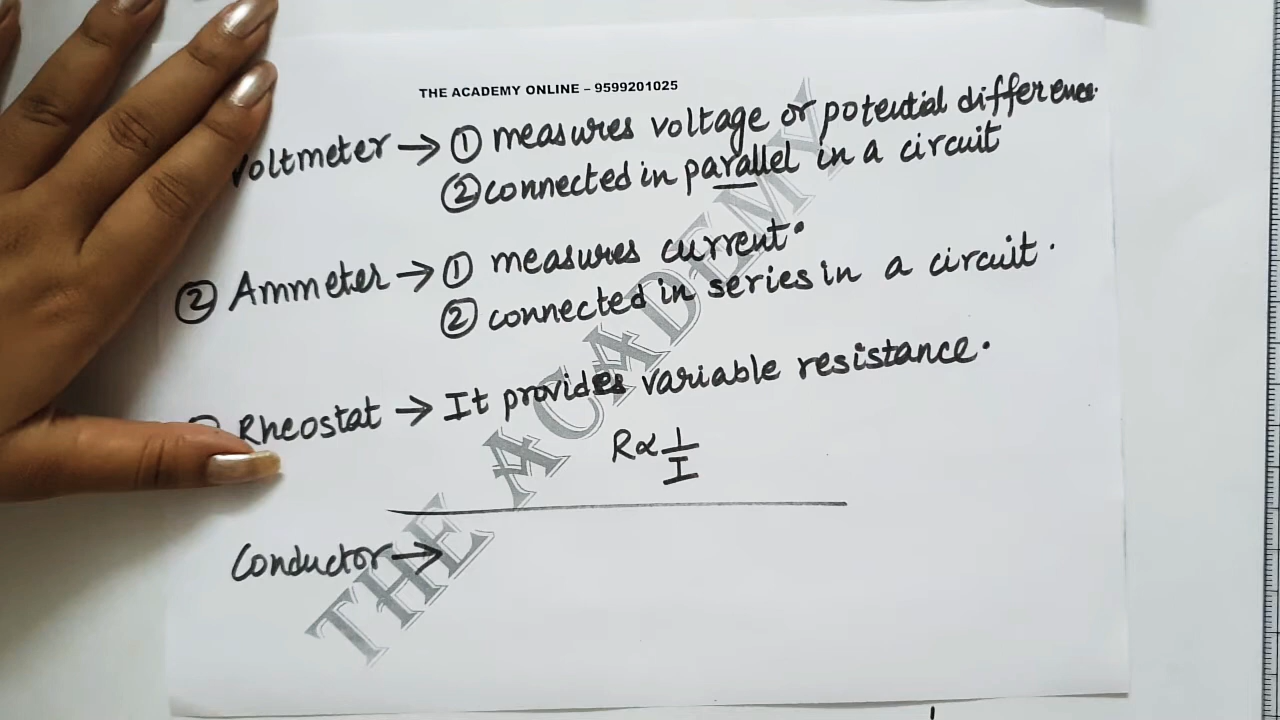 THE ACADEMY ONLINE – 9599201025
voltmeter → ① measures voltage or potential difference.
② connected in parallel in a circuit
② Ammeter → ① measures current.
② connected in series in a circuit.
Rheostat → It provides variable resistance.
R∝ 1/I
Conductor →
THE ACADEMY